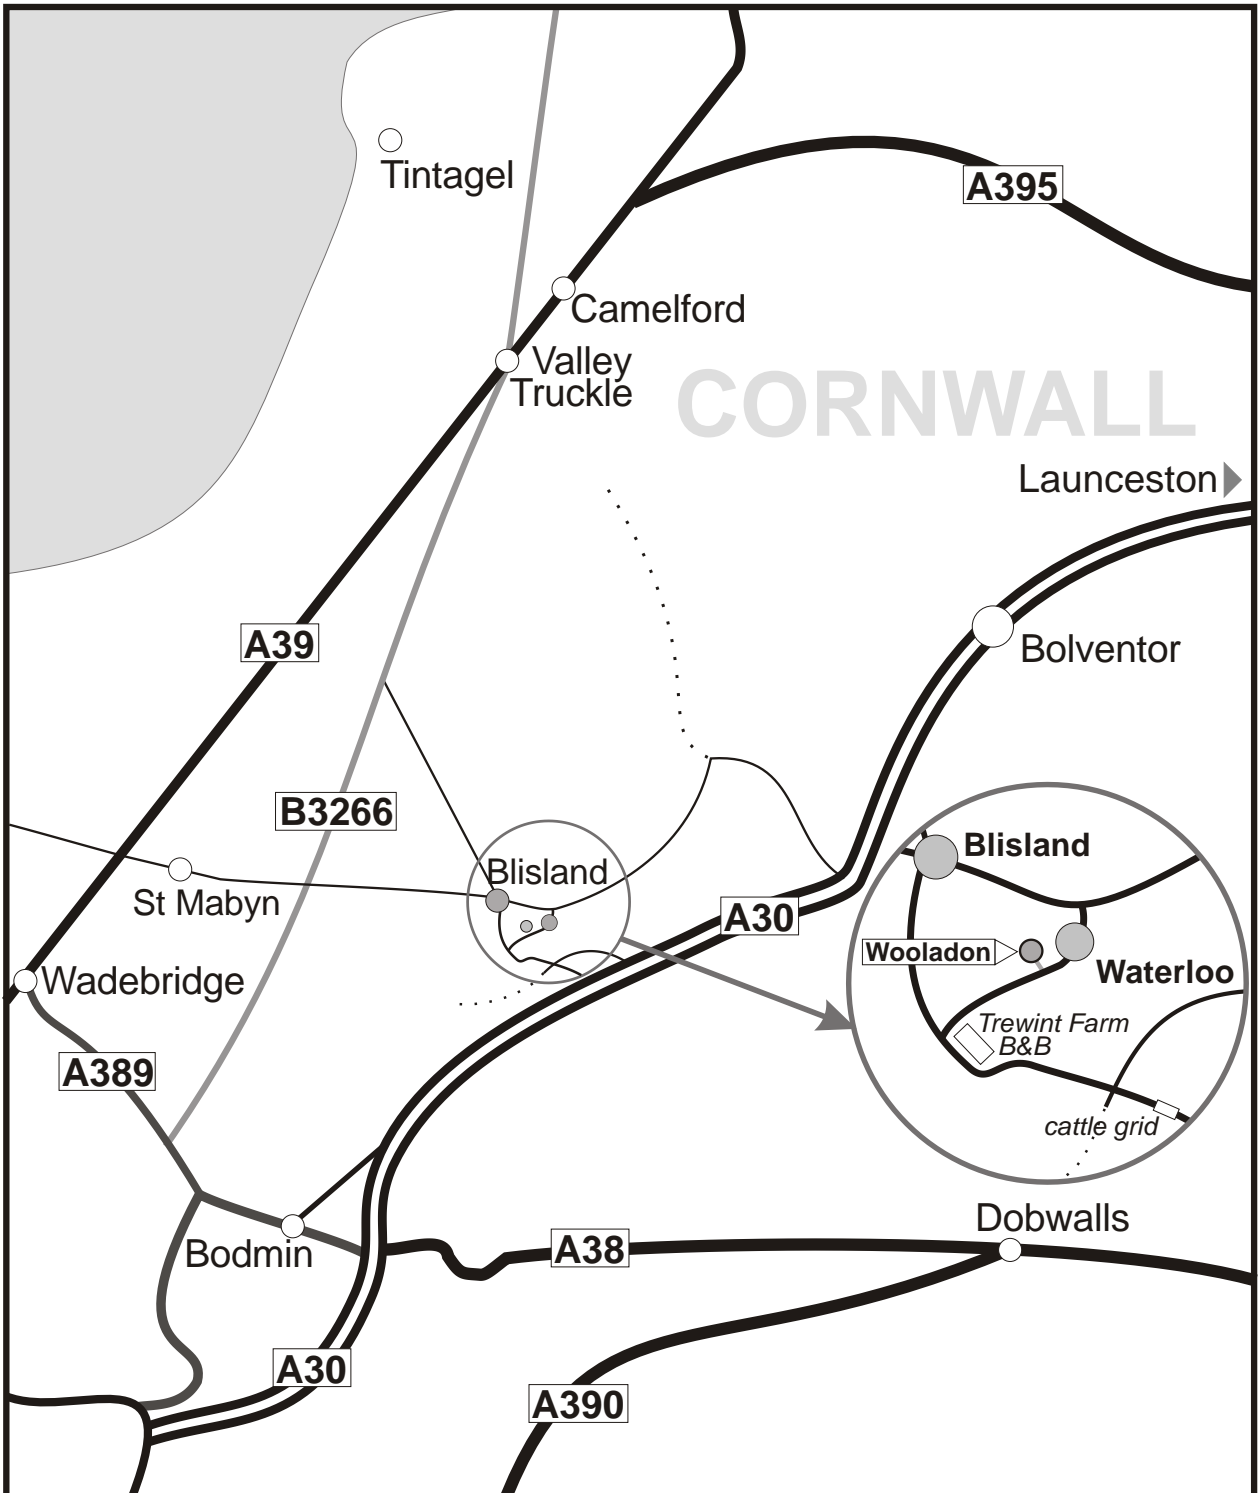 Tintagel
A395
Camelford
Valley
Truckle
CORNWALL
Launceston
A39
Bolventor
B3266
Blisland
St Mabyn
A30
Wadebridge
Blisland
Wooladon
Waterloo
Trewint Farm
B&B
cattle grid
A389
Bodmin
A38
Dobwalls
A30
A390